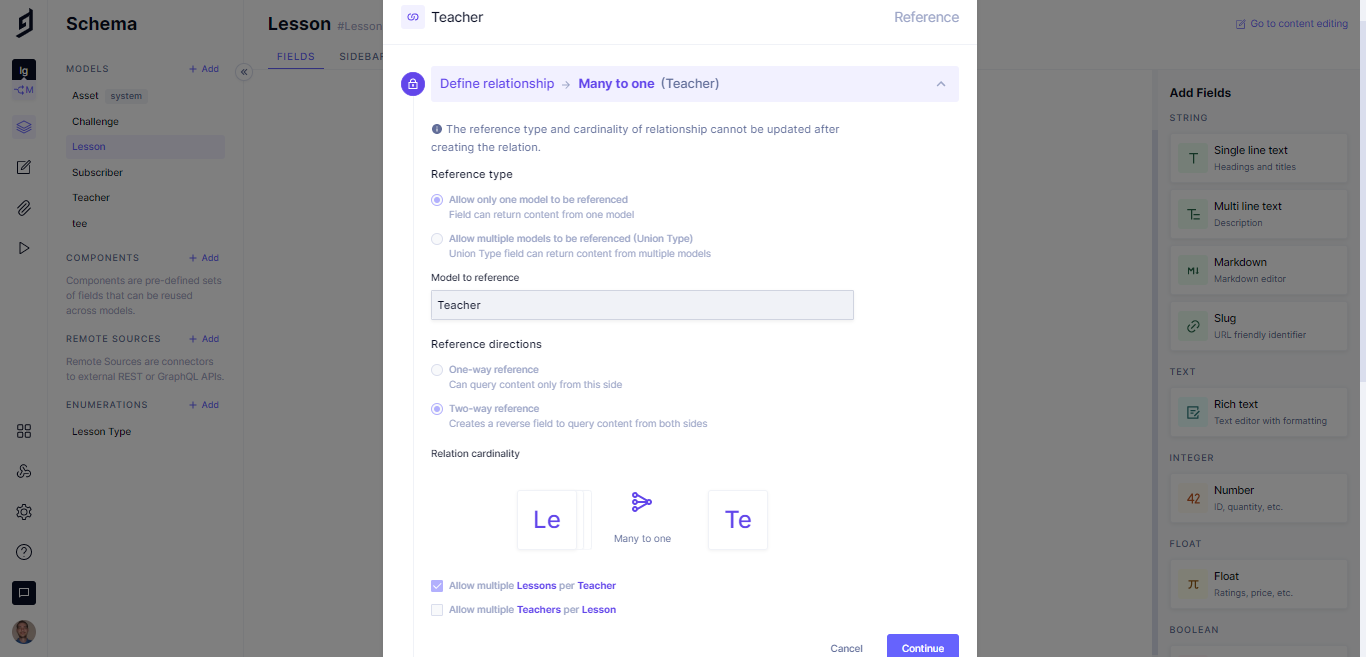 Schema
MODELS
+ Add
Asset system
Challenge
Lesson
Subscriber
Teacher
tee
COMPONENTS
+ Add
Components are pre-defined sets
of fields that can be reused
across models.
REMOTE SOURCES
+ Add
Remote Sources are connectors
to external REST or GraphQL APIs.
ENUMERATIONS
+ Add
Lesson Type
lg
M
Lesson #Lesson
FIELDS
SIDEBAR
Teacher
Reference
Define relationship → Many to one (Teacher)
The reference type and cardinality of relationship cannot be updated after
creating the relation.
Reference type
Allow only one model to be referenced
Field can return content from one model
Allow multiple models to be referenced (Union Type)
Union Type field can return content from multiple models
Model to reference
Teacher
Reference directions
One-way reference
Can query content only from this side
Two-way reference
Creates a reverse field to query content from both sides
Relation cardinality
Le
Many to one
Te
Allow multiple Lessons per Teacher
Allow multiple Teachers per Lesson
Cancel
Continue
Go to content editing
Add Fields
STRING
T
Single line text
Headings and titles
Multi line text
Description
Markdown
Markdown editor
Slug
URL friendly identifier
TEXT
Rich text
Text editor with formatting
INTEGER
42
Number
ID, quantity, etc.
FLOAT
π
Float
Ratings, price, etc.
BOOLEAN